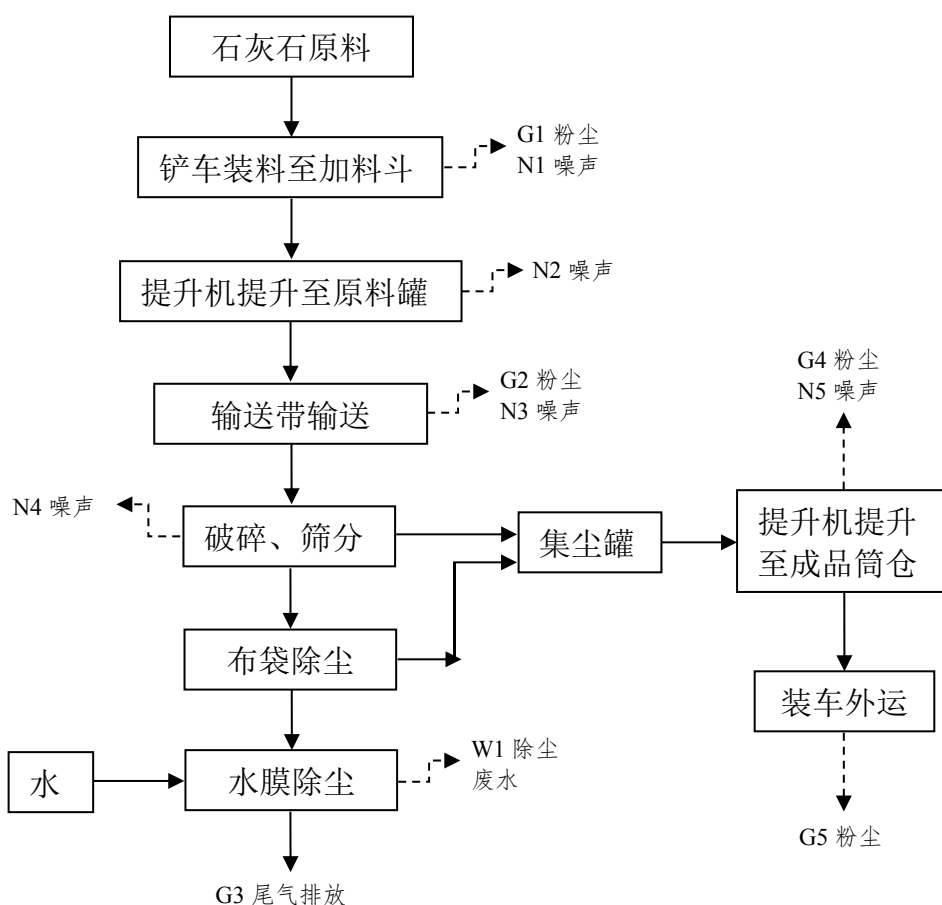 石灰石原料
G1 粉尘
N1 噪声
铲车装料至加料斗
N2 噪声
提升机提升至原料罐
G2 粉尘
N3 噪声
输送带输送
G4 粉尘
N5 噪声
N4 噪声
破碎、筛分
集尘罐
提升机提升
至成品筒仓
布袋除尘
装车外运
W1 除尘
废水
水
水膜除尘
G5 粉尘
G3 尾气排放